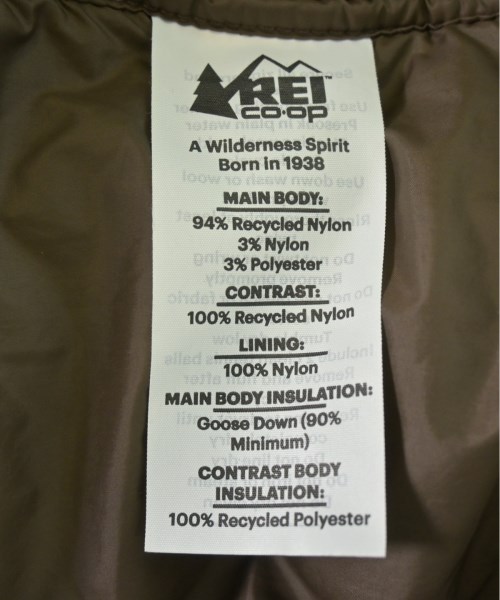 REI™
CO·OP
A Wilderness Spirit
Born in 1938
MAIN BODY:
94% Recycled Nylon
3% Nylon
3% Polyester
CONTRAST:
100% Recycled Nylon
LINING:
100% Nylon
MAIN BODY INSULATION:
Goose Down (90%
Minimum)
CONTRAST BODY
INSULATION:
100% Recycled Polyester